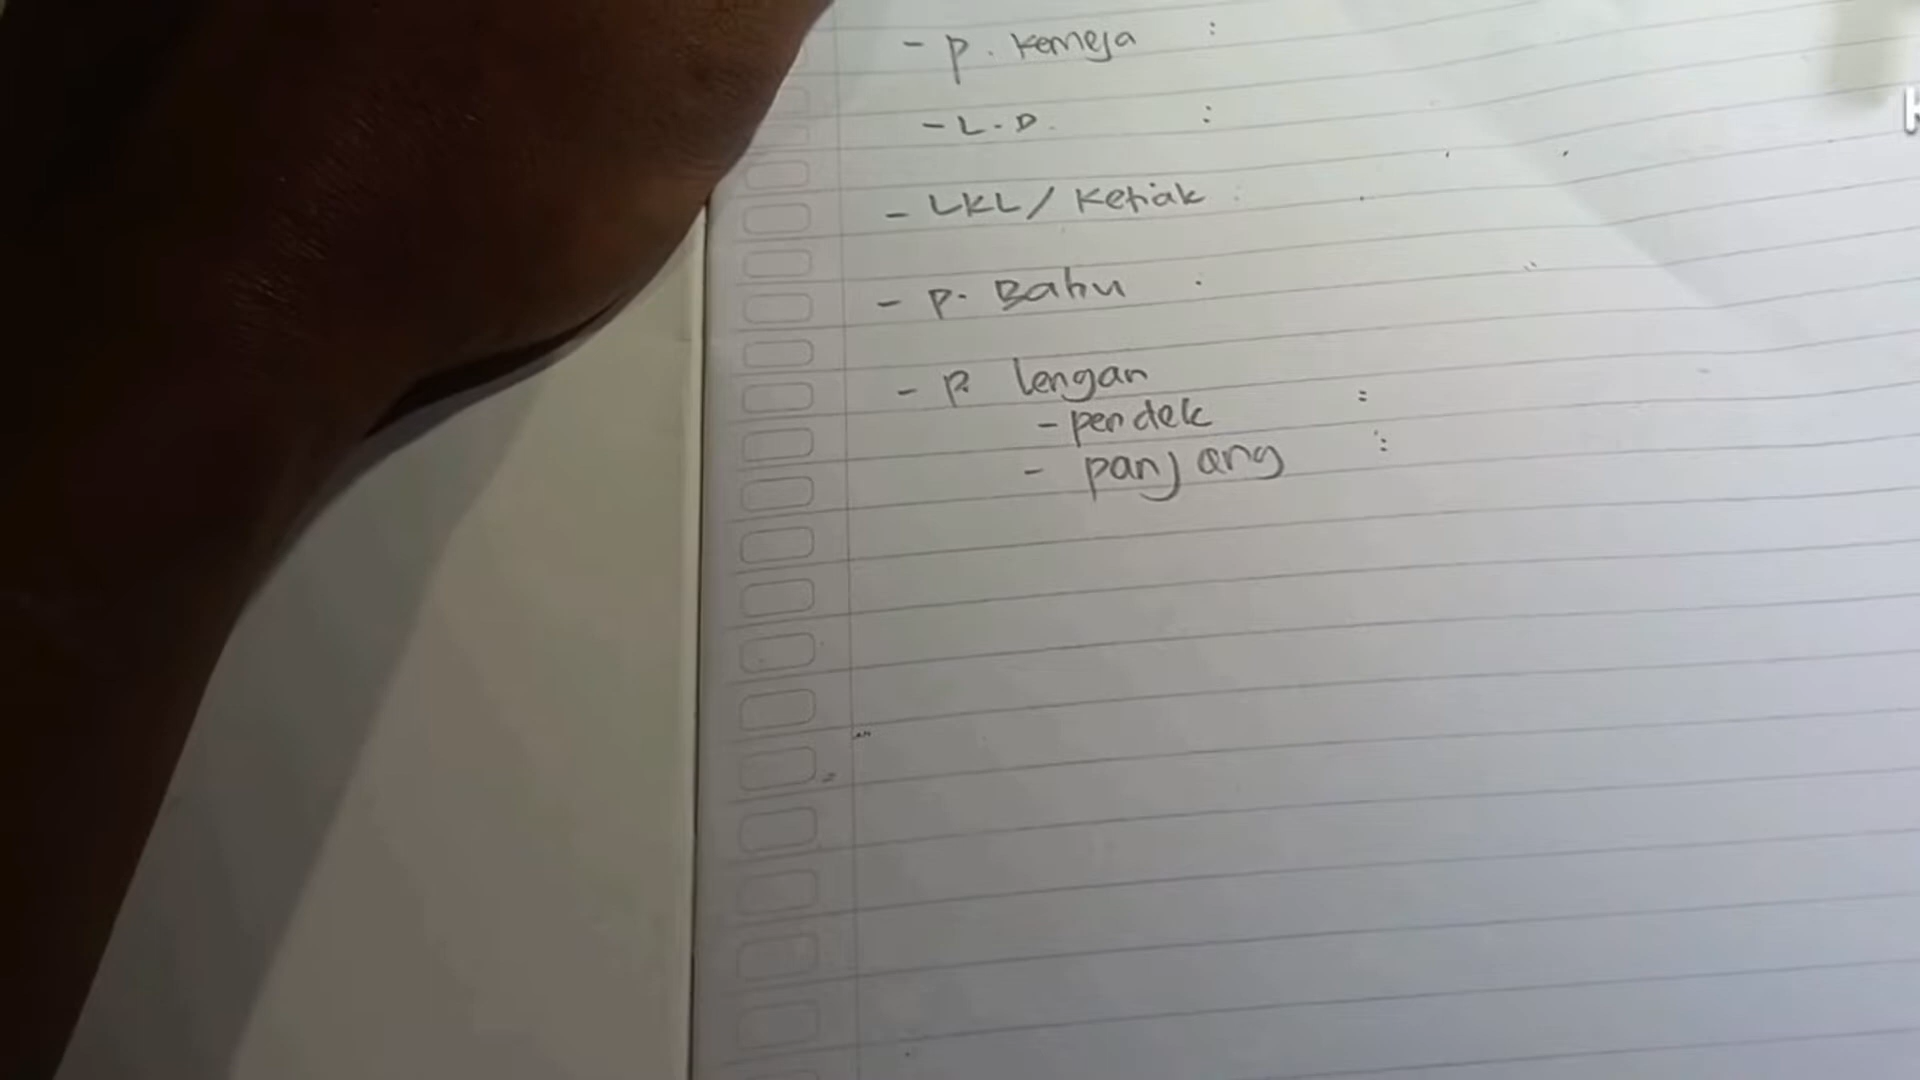 - p. Kemeja :
- L.D. :
- LKL / Ketiak :
- P. Bahu :
- P. lengan
- pendek :
- panjang :